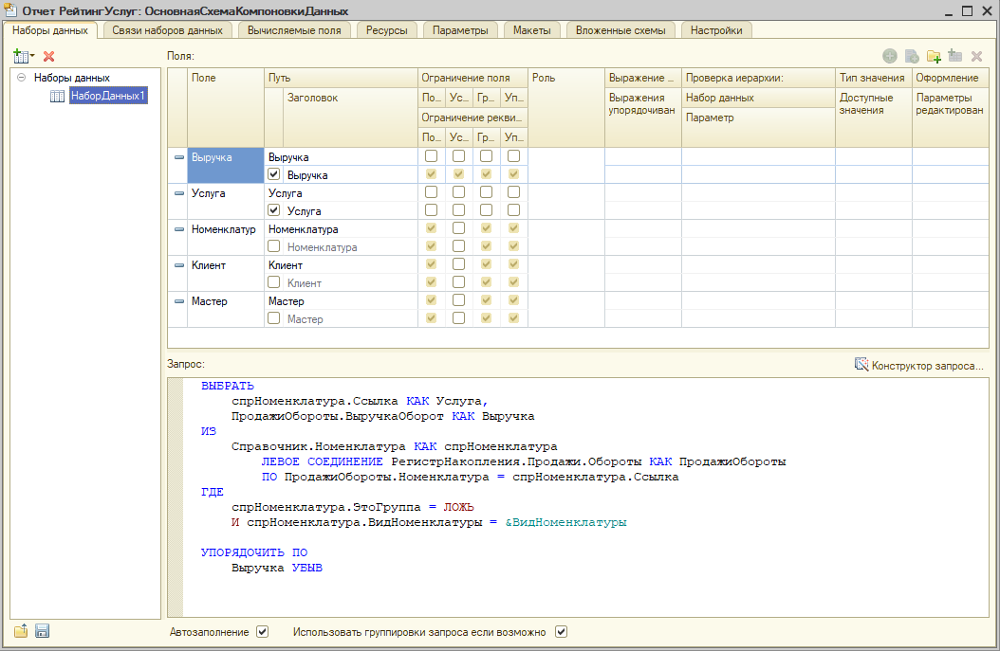 Отчет РейтингУслуг: ОсновнаяСхемаКомпоновкиДанных
Наборы данных Связи наборов данных Вычисляемые поля Ресурсы Параметры Макеты Вложенные схемы Настройки
Поля:
Наборы данных
НаборДанных1
Поле Путь Ограничение поля Роль Выражение ... Проверка иерархии: Тип значения Оформление
Заголовок По... Ус... Гр... Уп... Выражения упорядочиван Набор данных Доступные значения Параметры редактирован
Ограничение рекви... Параметр
По... Ус... Гр... Уп...
Выручка Выручка
Выручка
Услуга Услуга
Услуга
Номенклатур Номенклатура
Номенклатура
Клиент Клиент
Клиент
Мастер Мастер
Мастер
Запрос: Конструктор запроса...
ВЫБРАТЬ
спрНоменклатура.Ссылка КАК Услуга,
ПродажиОбороты.ВыручкаОборот КАК Выручка
ИЗ
Справочник.Номенклатура КАК спрНоменклатура
ЛЕВОЕ СОЕДИНЕНИЕ РегистрНакопления.Продажи.Обороты КАК ПродажиОбороты
ПО ПродажиОбороты.Номенклатура = спрНоменклатура.Ссылка
ГДЕ
спрНоменклатура.ЭтоГруппа = ЛОЖЬ
И спрНоменклатура.ВидНоменклатуры = &ВидНоменклатуры
УПОРЯДОЧИТЬ ПО
Выручка УБЫВ
Автозаполнение Использовать группировки запроса если возможно